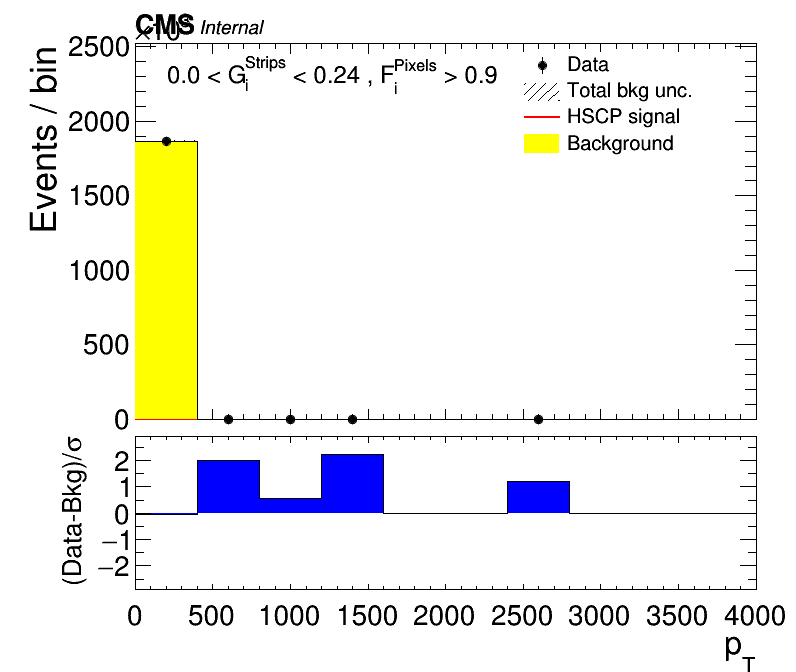 CMS Internal
×10³
2500
2000
1500
1000
500
0
Events / bin
0.0 < G_i^Strips < 0.24 , F_i^Pixels > 0.9
Data
Total bkg unc.
HSCP signal
Background
(Data-Bkg)/σ
2
1
0
−1
−2
0 500 1000 1500 2000 2500 3000 3500 4000
p_T